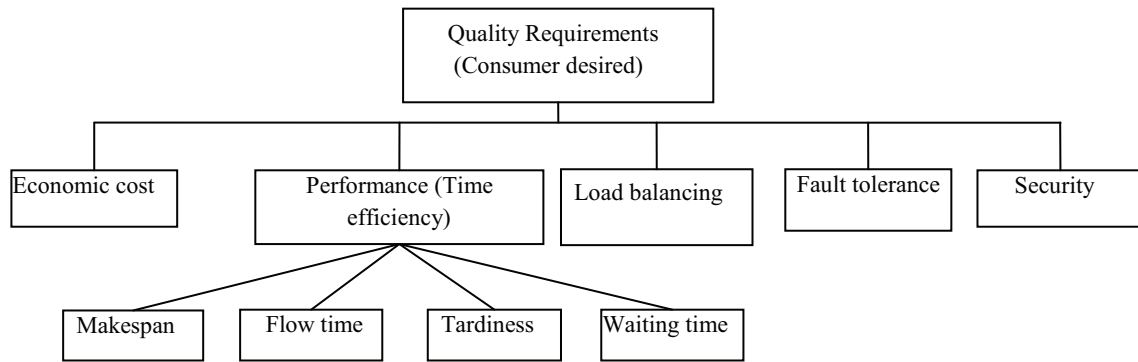 Quality Requirements
(Consumer desired)
Economic cost
Performance (Time
efficiency)
Load balancing
Fault tolerance
Security
Makespan
Flow time
Tardiness
Waiting time